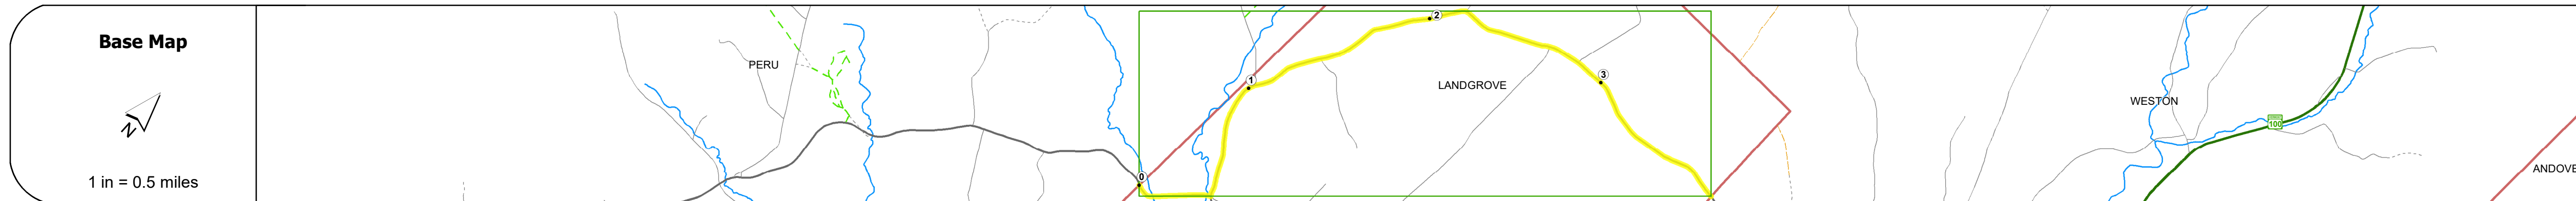 Base Map
N
1 in = 0.5 miles
PERU
0
1
2
LANDGROVE
3
WESTON
100
ANDOVE